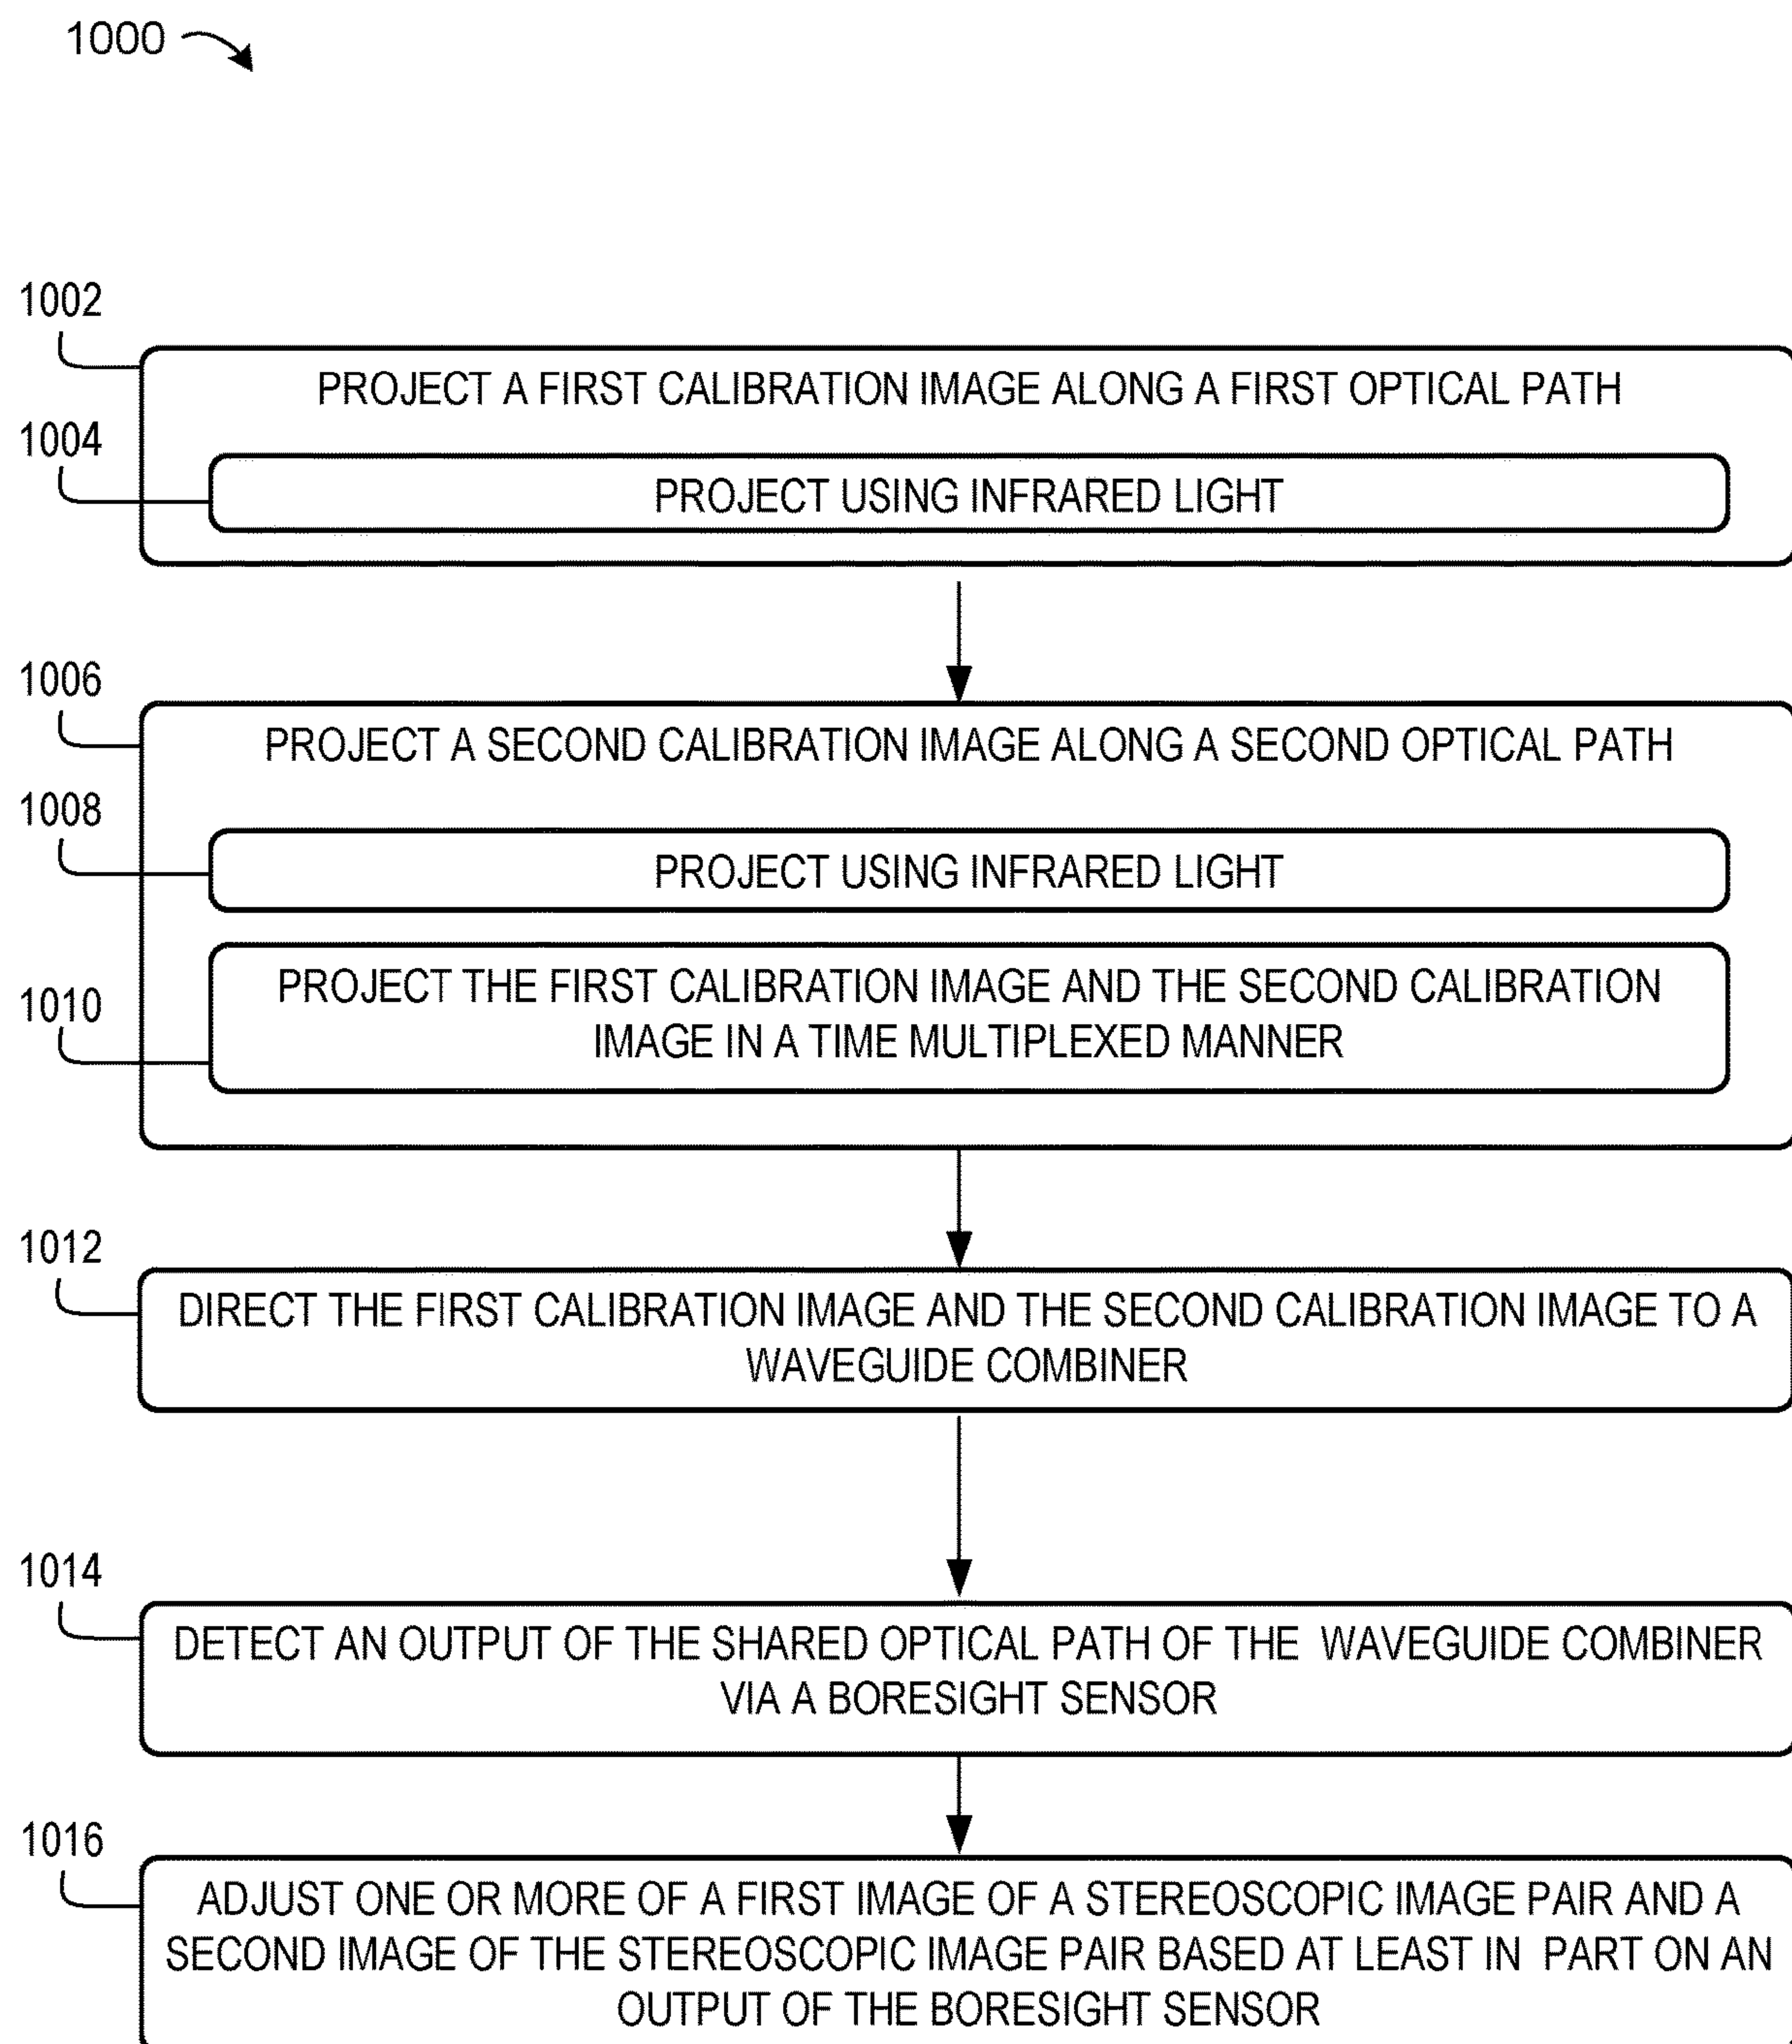 1000
1002
PROJECT A FIRST CALIBRATION IMAGE ALONG A FIRST OPTICAL PATH
1004
PROJECT USING INFRARED LIGHT
1006
PROJECT A SECOND CALIBRATION IMAGE ALONG A SECOND OPTICAL PATH
1008
PROJECT USING INFRARED LIGHT
1010
PROJECT THE FIRST CALIBRATION IMAGE AND THE SECOND CALIBRATION
IMAGE IN A TIME MULTIPLEXED MANNER
1012
DIRECT THE FIRST CALIBRATION IMAGE AND THE SECOND CALIBRATION IMAGE TO A
WAVEGUIDE COMBINER
1014
DETECT AN OUTPUT OF THE SHARED OPTICAL PATH OF THE WAVEGUIDE COMBINER
VIA A BORESIGHT SENSOR
1016
ADJUST ONE OR MORE OF A FIRST IMAGE OF A STEREOSCOPIC IMAGE PAIR AND A
SECOND IMAGE OF THE STEREOSCOPIC IMAGE PAIR BASED AT LEAST IN PART ON AN
OUTPUT OF THE BORESIGHT SENSOR